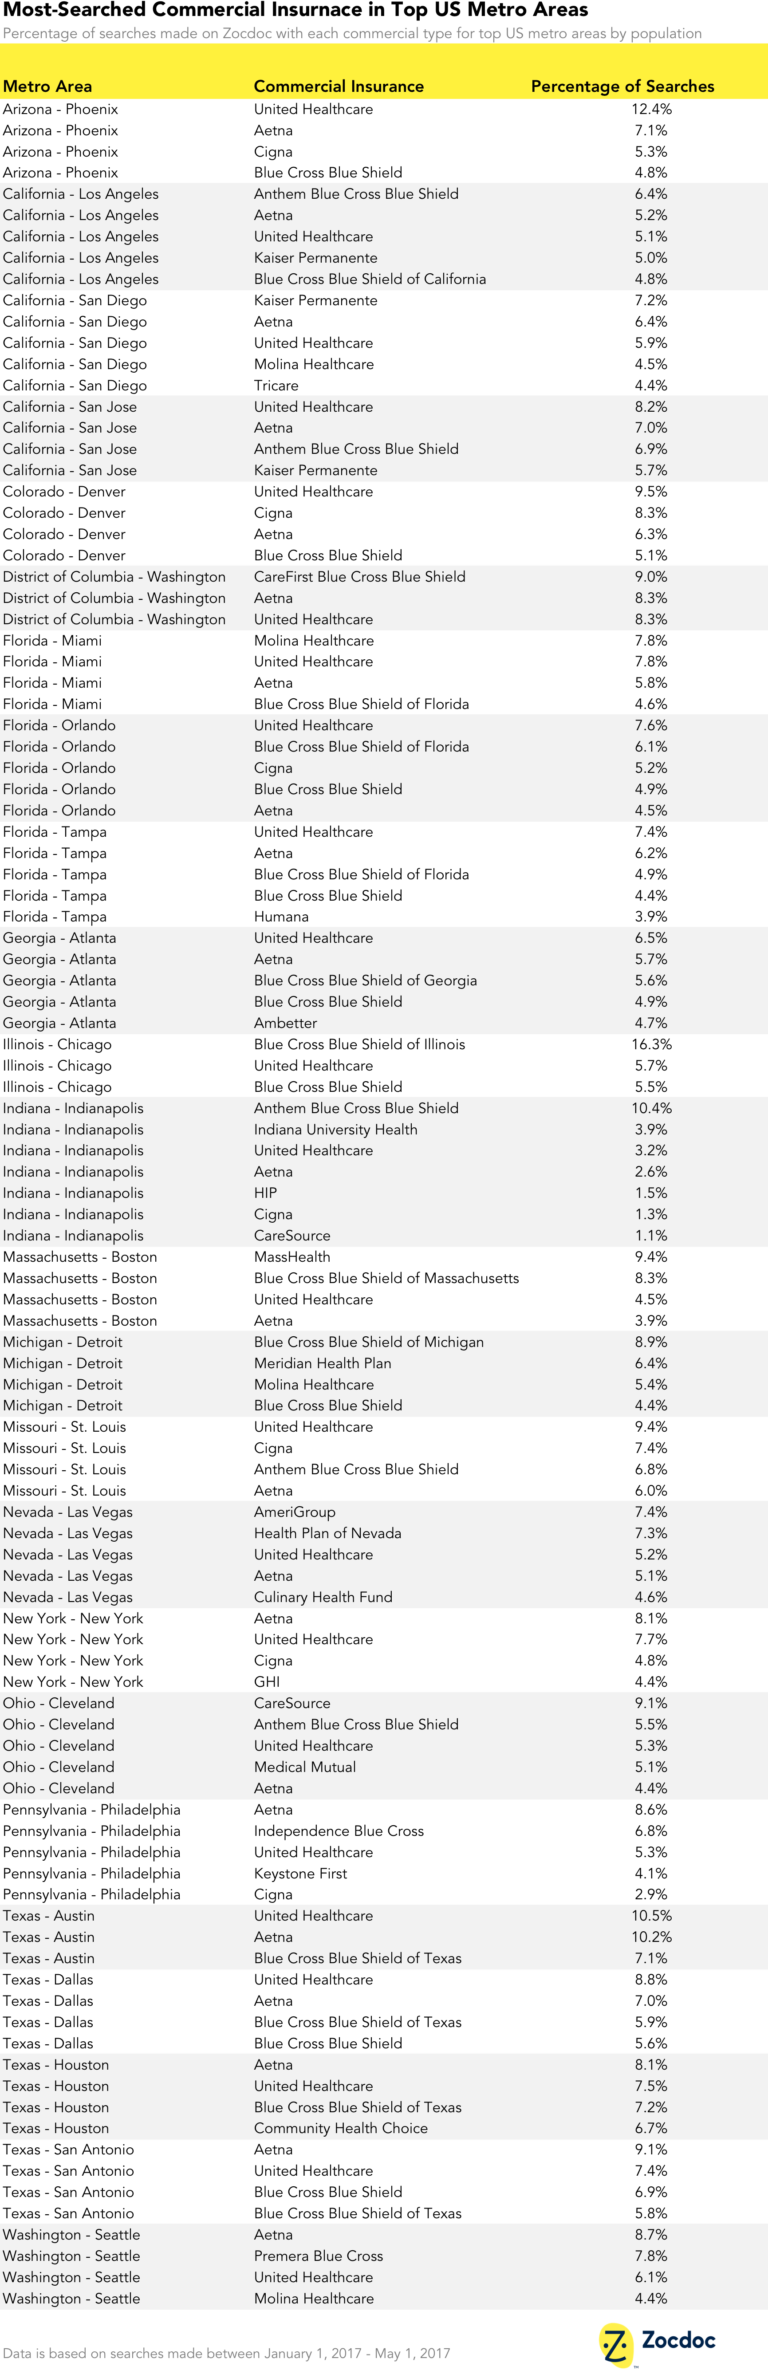 Most-Searched Commercial Insurnace in Top US Metro Areas
Percentage of searches made on Zocdoc with each commercial type for top US metro areas by population
Metro Area Commercial Insurance Percentage of Searches
Arizona - Phoenix United Healthcare 12.4%
Arizona - Phoenix Aetna 7.1%
Arizona - Phoenix Cigna 5.3%
Arizona - Phoenix Blue Cross Blue Shield 4.8%
California - Los Angeles Anthem Blue Cross Blue Shield 6.4%
California - Los Angeles Aetna 5.2%
California - Los Angeles United Healthcare 5.1%
California - Los Angeles Kaiser Permanente 5.0%
California - Los Angeles Blue Cross Blue Shield of California 4.8%
California - San Diego Kaiser Permanente 7.2%
California - San Diego Aetna 6.4%
California - San Diego United Healthcare 5.9%
California - San Diego Molina Healthcare 4.5%
California - San Diego Tricare 4.4%
California - San Jose United Healthcare 8.2%
California - San Jose Aetna 7.0%
California - San Jose Anthem Blue Cross Blue Shield 6.9%
California - San Jose Kaiser Permanente 5.7%
Colorado - Denver United Healthcare 9.5%
Colorado - Denver Cigna 8.3%
Colorado - Denver Aetna 6.3%
Colorado - Denver Blue Cross Blue Shield 5.1%
District of Columbia - Washington CareFirst Blue Cross Blue Shield 9.0%
District of Columbia - Washington Aetna 8.3%
District of Columbia - Washington United Healthcare 8.3%
Florida - Miami Molina Healthcare 7.8%
Florida - Miami United Healthcare 7.8%
Florida - Miami Aetna 5.8%
Florida - Miami Blue Cross Blue Shield of Florida 4.6%
Florida - Orlando United Healthcare 7.6%
Florida - Orlando Blue Cross Blue Shield of Florida 6.1%
Florida - Orlando Cigna 5.2%
Florida - Orlando Blue Cross Blue Shield 4.9%
Florida - Orlando Aetna 4.5%
Florida - Tampa United Healthcare 7.4%
Florida - Tampa Aetna 6.2%
Florida - Tampa Blue Cross Blue Shield of Florida 4.9%
Florida - Tampa Blue Cross Blue Shield 4.4%
Florida - Tampa Humana 3.9%
Georgia - Atlanta United Healthcare 6.5%
Georgia - Atlanta Aetna 5.7%
Georgia - Atlanta Blue Cross Blue Shield of Georgia 5.6%
Georgia - Atlanta Blue Cross Blue Shield 4.9%
Georgia - Atlanta Ambetter 4.7%
Illinois - Chicago Blue Cross Blue Shield of Illinois 16.3%
Illinois - Chicago United Healthcare 5.7%
Illinois - Chicago Blue Cross Blue Shield 5.5%
Indiana - Indianapolis Anthem Blue Cross Blue Shield 10.4%
Indiana - Indianapolis Indiana University Health 3.9%
Indiana - Indianapolis United Healthcare 3.2%
Indiana - Indianapolis Aetna 2.6%
Indiana - Indianapolis HIP 1.5%
Indiana - Indianapolis Cigna 1.3%
Indiana - Indianapolis CareSource 1.1%
Massachusetts - Boston MassHealth 9.4%
Massachusetts - Boston Blue Cross Blue Shield of Massachusetts 8.3%
Massachusetts - Boston United Healthcare 4.5%
Massachusetts - Boston Aetna 3.9%
Michigan - Detroit Blue Cross Blue Shield of Michigan 8.9%
Michigan - Detroit Meridian Health Plan 6.4%
Michigan - Detroit Molina Healthcare 5.4%
Michigan - Detroit Blue Cross Blue Shield 4.4%
Missouri - St. Louis United Healthcare 9.4%
Missouri - St. Louis Cigna 7.4%
Missouri - St. Louis Anthem Blue Cross Blue Shield 6.8%
Missouri - St. Louis Aetna 6.0%
Nevada - Las Vegas AmeriGroup 7.4%
Nevada - Las Vegas Health Plan of Nevada 7.3%
Nevada - Las Vegas United Healthcare 5.2%
Nevada - Las Vegas Aetna 5.1%
Nevada - Las Vegas Culinary Health Fund 4.6%
New York - New York Aetna 8.1%
New York - New York United Healthcare 7.7%
New York - New York Cigna 4.8%
New York - New York GHI 4.4%
Ohio - Cleveland CareSource 9.1%
Ohio - Cleveland Anthem Blue Cross Blue Shield 5.5%
Ohio - Cleveland United Healthcare 5.3%
Ohio - Cleveland Medical Mutual 5.1%
Ohio - Cleveland Aetna 4.4%
Pennsylvania - Philadelphia Aetna 8.6%
Pennsylvania - Philadelphia Independence Blue Cross 6.8%
Pennsylvania - Philadelphia United Healthcare 5.3%
Pennsylvania - Philadelphia Keystone First 4.1%
Pennsylvania - Philadelphia Cigna 2.9%
Texas - Austin United Healthcare 10.5%
Texas - Austin Aetna 10.2%
Texas - Austin Blue Cross Blue Shield of Texas 7.1%
Texas - Dallas United Healthcare 8.8%
Texas - Dallas Aetna 7.0%
Texas - Dallas Blue Cross Blue Shield of Texas 5.9%
Texas - Dallas Blue Cross Blue Shield 5.6%
Texas - Houston Aetna 8.1%
Texas - Houston United Healthcare 7.5%
Texas - Houston Blue Cross Blue Shield of Texas 7.2%
Texas - Houston Community Health Choice 6.7%
Texas - San Antonio Aetna 9.1%
Texas - San Antonio United Healthcare 7.4%
Texas - San Antonio Blue Cross Blue Shield 6.9%
Texas - San Antonio Blue Cross Blue Shield of Texas 5.8%
Washington - Seattle Aetna 8.7%
Washington - Seattle Premera Blue Cross 7.8%
Washington - Seattle United Healthcare 6.1%
Washington - Seattle Molina Healthcare 4.4%
Zocdoc
Data is based on searches made between January 1, 2017 - May 1, 2017